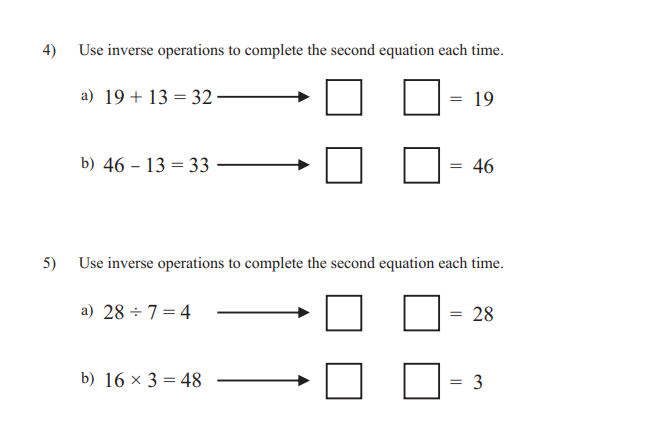 4) Use inverse operations to complete the second equation each time.
a) 19 + 13 = 32 = 19
b) 46 – 13 = 33 = 46
5) Use inverse operations to complete the second equation each time.
a) 28 ÷ 7 = 4 = 28
b) 16 × 3 = 48 = 3